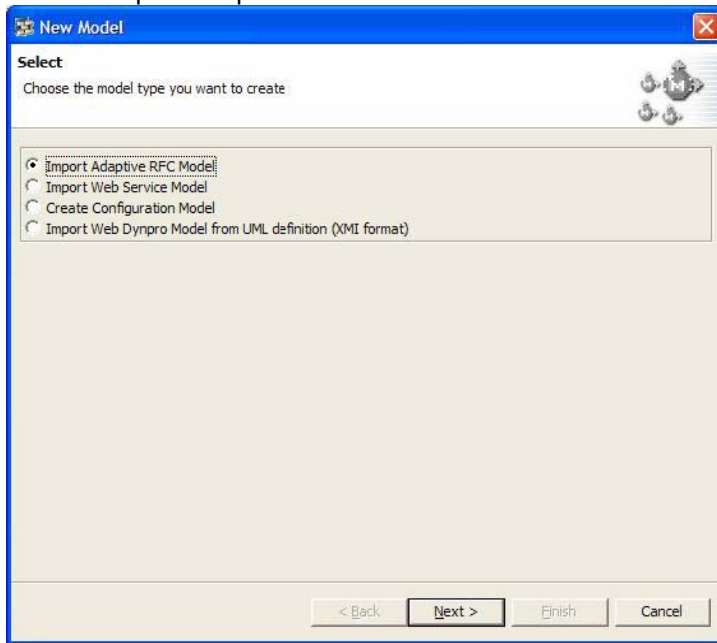 New Model
Select
Choose the model type you want to create
M
Import Adaptive RFC Model
Import Web Service Model
Create Configuration Model
Import Web Dynpro Model from UML definition (XMI format)
< Back Next > Finish Cancel